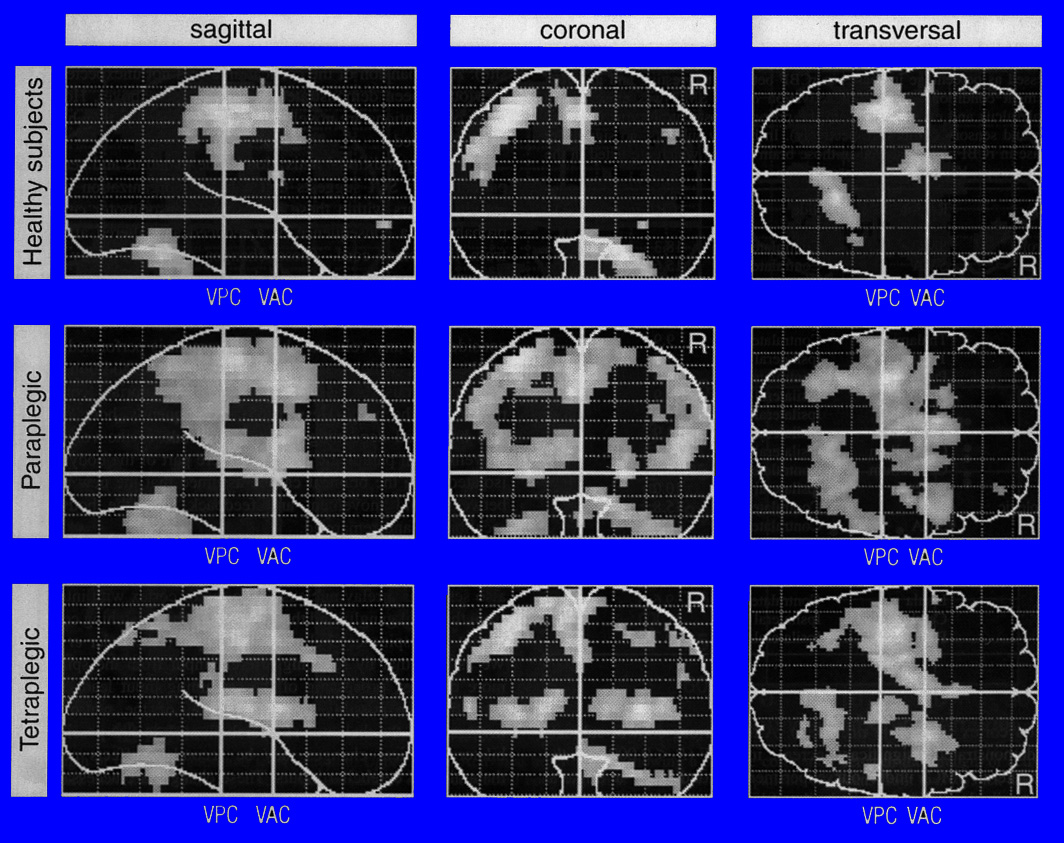 sagittal
coronal
transversal
Healthy subjects
R
R
VPC VAC
VPC VAC
Paraplegic
R
R
VPC VAC
VPC VAC
Tetraplegic
R
R
VPC VAC
VPC VAC